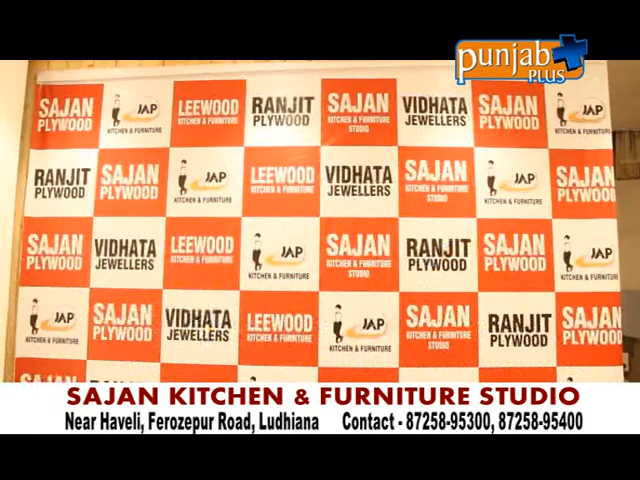 punjab
PLUS
SAJAN PLYWOOD
JAP KITCHEN & FURNITURE
LEEWOOD KITCHEN & FURNITURE
RANJIT PLYWOOD
SAJAN KITCHEN & FURNITURE STUDIO
VIDHATA JEWELLERS
SAJAN PLYWOOD
JAP KITCHEN & FURNITURE
RANJIT PLYWOOD
SAJAN PLYWOOD
JAP KITCHEN & FURNITURE
LEEWOOD KITCHEN & FURNITURE
VIDHATA JEWELLERS
SAJAN KITCHEN & FURNITURE STUDIO
JAP KITCHEN & FURNITURE
SAJAN PLYWOOD
SAJAN PLYWOOD
VIDHATA JEWELLERS
LEEWOOD KITCHEN & FURNITURE
JAP KITCHEN & FURNITURE
SAJAN KITCHEN & FURNITURE STUDIO
RANJIT PLYWOOD
SAJAN PLYWOOD
JAP KITCHEN & FURNITURE
JAP KITCHEN & FURNITURE
SAJAN PLYWOOD
VIDHATA JEWELLERS
LEEWOOD KITCHEN & FURNITURE
JAP KITCHEN & FURNITURE
SAJAN KITCHEN & FURNITURE STUDIO
RANJIT PLYWOOD
SAJAN PLYWOOD
SAJAN KITCHEN & FURNITURE STUDIO
Near Haveli, Ferozepur Road, Ludhiana Contact - 87258-95300, 87258-95400